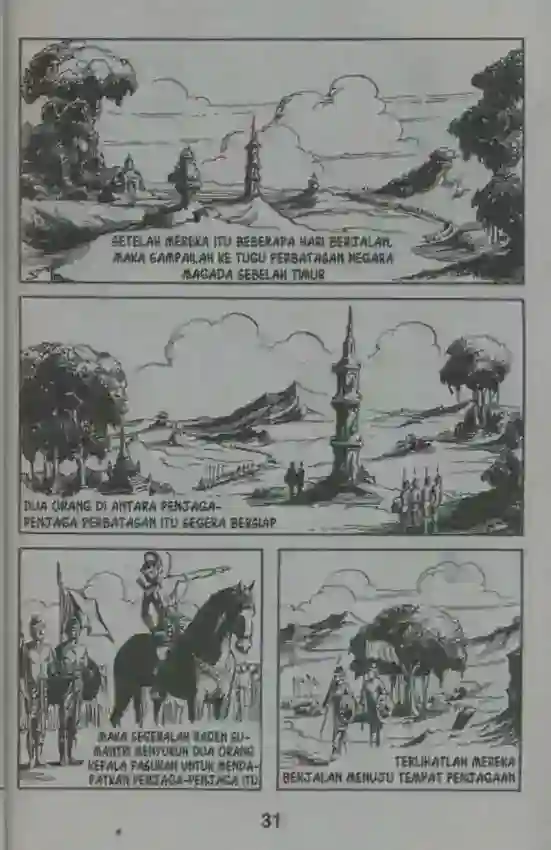 SETELAH MEREKA ITU BEBERAPA HARI BERJALAN,
MAKA SAMPAILAH KE TUGU PERBATASAN NEGARA
MAGADA SEBELAH TIMUR
DUA ORANG DI ANTARA PENJAGA-
PENJAGA PERBATASAN ITU SEGERA BERSIAP
MAKA SEGERALAH RADEN SU-
MANTRI MENYURUH DUA ORANG
KEPALA PASUKAN UNTUK MENDA-
PATKAN PENJAGA-PENJAGA ITU
TERLIHATLAH MEREKA
BERJALAN MENUJU TEMPAT PENJAGAAN
31